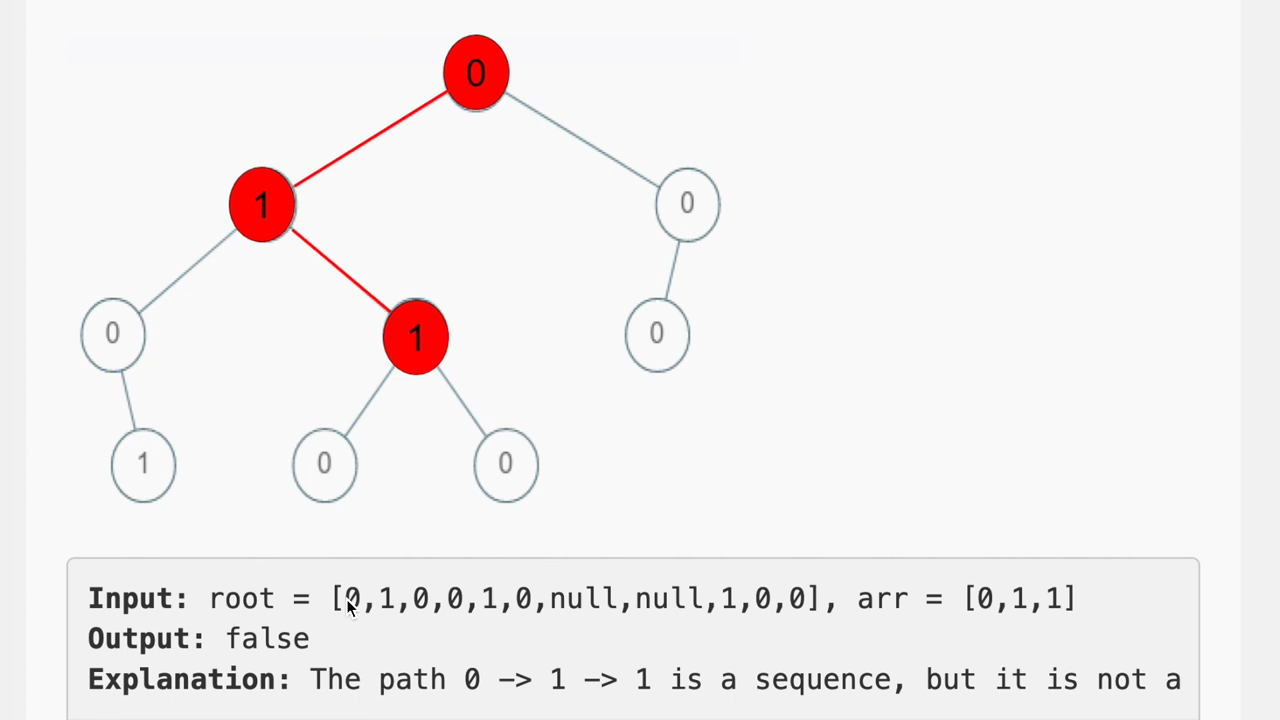 0
1 0
0 1 0
1 0 0
Input: root = [0,1,0,0,1,0,null,null,1,0,0], arr = [0,1,1]
Output: false
Explanation: The path 0 -> 1 -> 1 is a sequence, but it is not a